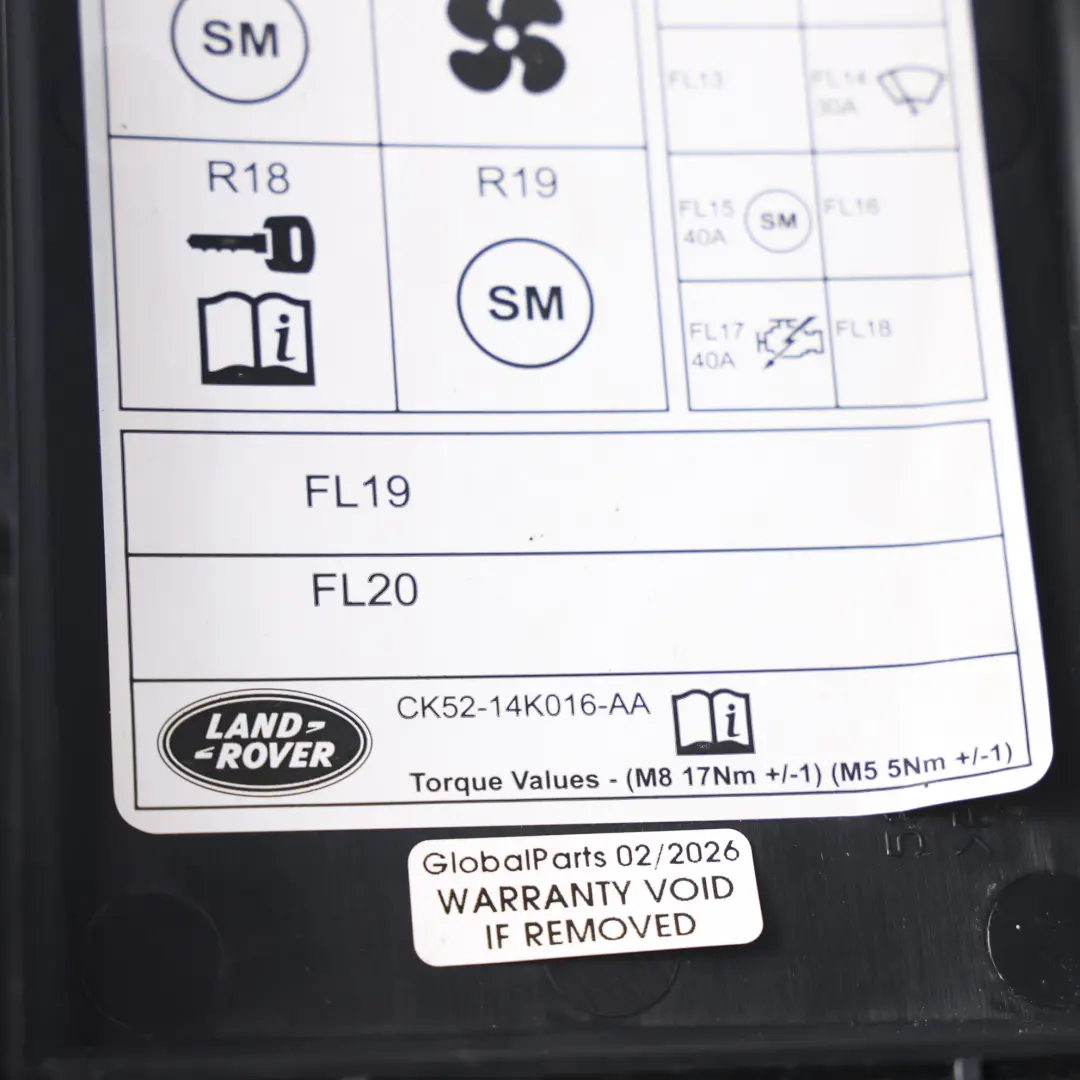 SM
R18
R19
SM
FL13
FL14
30A
FL15
40A
SM
FL16
FL17
40A
FL18
FL19
FL20
LAND-
-ROVER
CK52-14K016-AA
Torque Values - (M8 17Nm +/-1) (M5 5Nm +/-1)
GlobalParts 02/2026
WARRANTY VOID
IF REMOVED